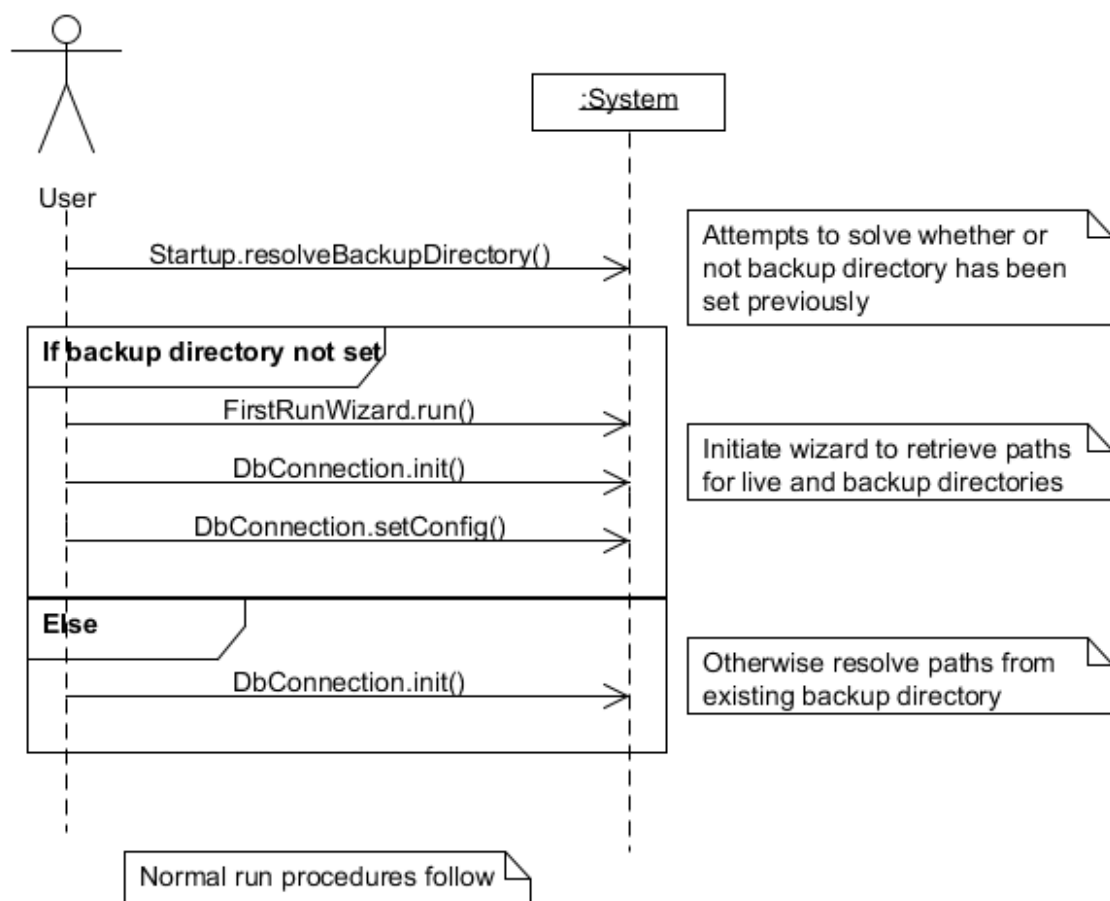 :System
User
Startup.resolveBackupDirectory()
Attempts to solve whether or
not backup directory has been
set previously
If backup directory not set
FirstRunWizard.run()
DbConnection.init()
Initiate wizard to retrieve paths
for live and backup directories
DbConnection.setConfig()
Else
DbConnection.init()
Otherwise resolve paths from
existing backup directory
Normal run procedures follow